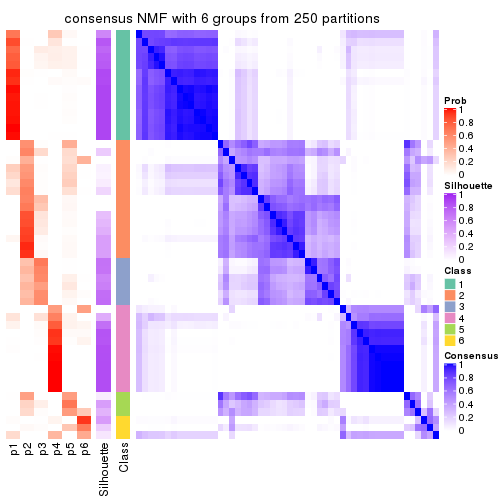 consensus NMF with 6 groups from 250 partitions
Prob
1
0.8
0.6
0.4
0.2
0
Silhouette
1
0.8
0.6
0.4
0.2
0
Class
1
2
3
4
5
6
Consensus
1
0.8
0.6
0.4
0.2
0
p1
p2
p3
p4
p5
p6
Silhouette
Class